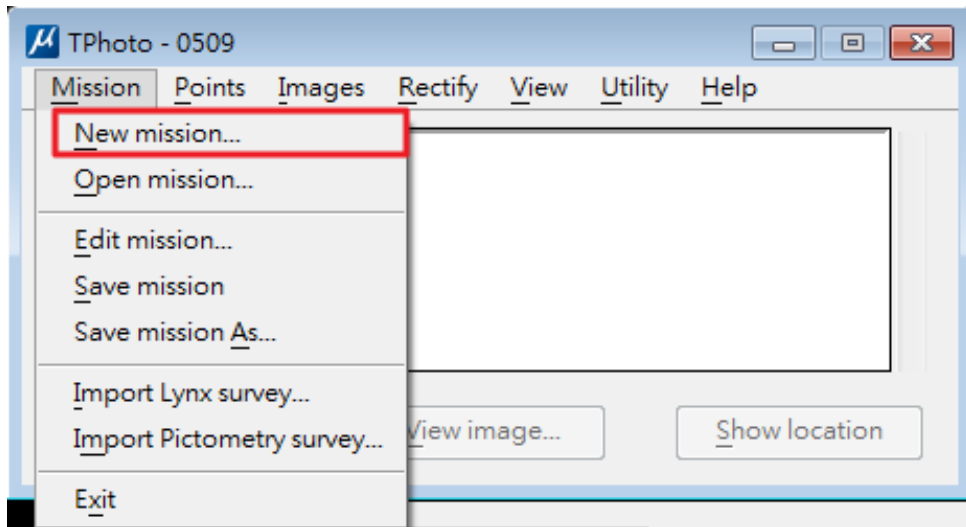 TPhoto - 0509
Mission Points Images Rectify View Utility Help
New mission...
Open mission...
Edit mission...
Save mission
Save mission As...
Import Lynx survey...
Import Pictometry survey...
View image... Show location
Exit